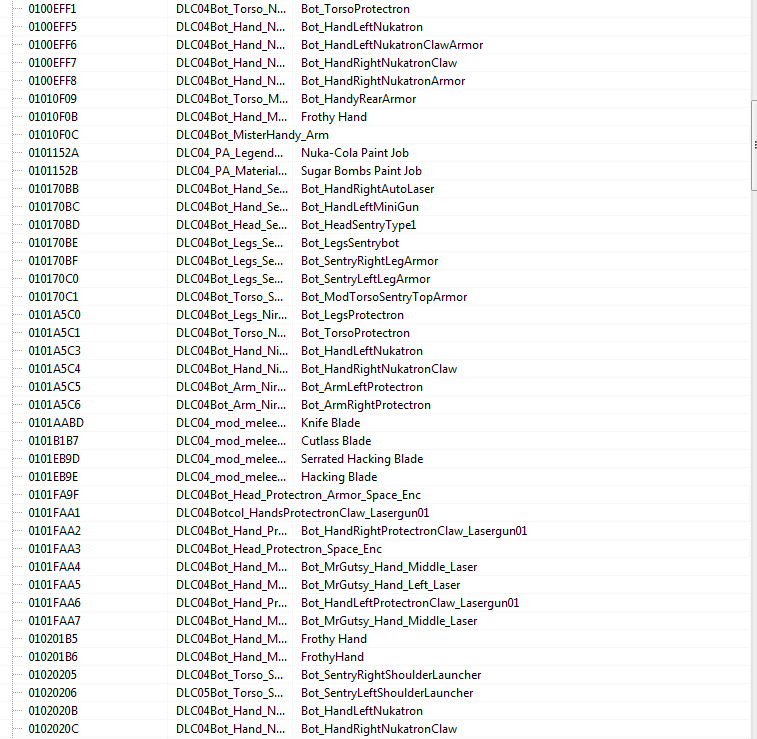 0100EFF1 DLC04Bot_Torso_N... Bot_TorsoProtectron
0100EFF5 DLC04Bot_Hand_N... Bot_HandLeftNukatron
0100EFF6 DLC04Bot_Hand_N... Bot_HandLeftNukatronClawArmor
0100EFF7 DLC04Bot_Hand_N... Bot_HandRightNukatronClaw
0100EFF8 DLC04Bot_Hand_N... Bot_HandRightNukatronArmor
01010F09 DLC04Bot_Torso_M... Bot_HandyRearArmor
01010F0B DLC04Bot_Hand_M... Frothy Hand
01010F0C DLC04Bot_MisterHandy_Arm
0101152A DLC04_PA_Legend... Nuka-Cola Paint Job
0101152B DLC04_PA_Material... Sugar Bombs Paint Job
010170BB DLC04Bot_Hand_Se... Bot_HandRightAutoLaser
010170BC DLC04Bot_Hand_Se... Bot_HandLeftMiniGun
010170BD DLC04Bot_Head_Se... Bot_HeadSentryType1
010170BE DLC04Bot_Legs_Se... Bot_LegsSentrybot
010170BF DLC04Bot_Legs_Se... Bot_SentryRightLegArmor
010170C0 DLC04Bot_Legs_Se... Bot_SentryLeftLegArmor
010170C1 DLC04Bot_Torso_S... Bot_ModTorsoSentryTopArmor
0101A5C0 DLC04Bot_Legs_Nir... Bot_LegsProtectron
0101A5C1 DLC04Bot_Torso_N... Bot_TorsoProtectron
0101A5C3 DLC04Bot_Hand_Ni... Bot_HandLeftNukatron
0101A5C4 DLC04Bot_Hand_Ni... Bot_HandRightNukatronClaw
0101A5C5 DLC04Bot_Arm_Nir... Bot_ArmLeftProtectron
0101A5C6 DLC04Bot_Arm_Nir... Bot_ArmRightProtectron
0101AABD DLC04_mod_melee... Knife Blade
0101B1B7 DLC04_mod_melee... Cutlass Blade
0101EB9D DLC04_mod_melee... Serrated Hacking Blade
0101EB9E DLC04_mod_melee... Hacking Blade
0101FA9F DLC04Bot_Head_Protectron_Armor_Space_Enc
0101FAA1 DLC04Botcol_HandsProtectronClaw_Lasergun01
0101FAA2 DLC04Bot_Hand_Pr... Bot_HandRightProtectronClaw_Lasergun01
0101FAA3 DLC04Bot_Head_Protectron_Space_Enc
0101FAA4 DLC04Bot_Hand_M... Bot_MrGutsy_Hand_Middle_Laser
0101FAA5 DLC04Bot_Hand_M... Bot_MrGutsy_Hand_Left_Laser
0101FAA6 DLC04Bot_Hand_Pr... Bot_HandLeftProtectronClaw_Lasergun01
0101FAA7 DLC04Bot_Hand_M... Bot_MrGutsy_Hand_Middle_Laser
010201B5 DLC04Bot_Hand_M... Frothy Hand
010201B6 DLC04Bot_Hand_M... FrothyHand
01020205 DLC04Bot_Torso_S... Bot_SentryRightShoulderLauncher
01020206 DLC05Bot_Torso_S... Bot_SentryLeftShoulderLauncher
0102020B DLC04Bot_Hand_N... Bot_HandLeftNukatron
0102020C DLC04Bot_Hand_N... Bot_HandRightNukatronClaw